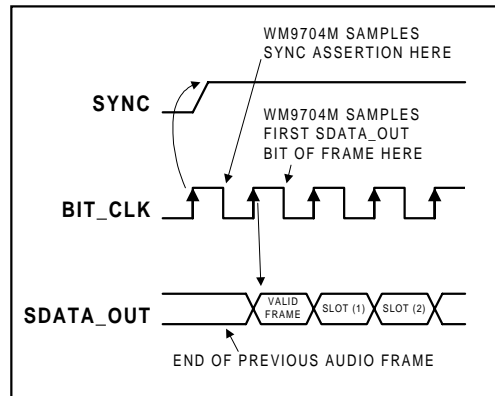 WM9704M SAMPLES
SYNC ASSERTION HERE
SYNC
WM9704M SAMPLES
FIRST SDATA_OUT
BIT OF FRAME HERE
BIT_CLK
SDATA_OUT
VALID
FRAME
SLOT (1)
SLOT (2)
END OF PREVIOUS AUDIO FRAME